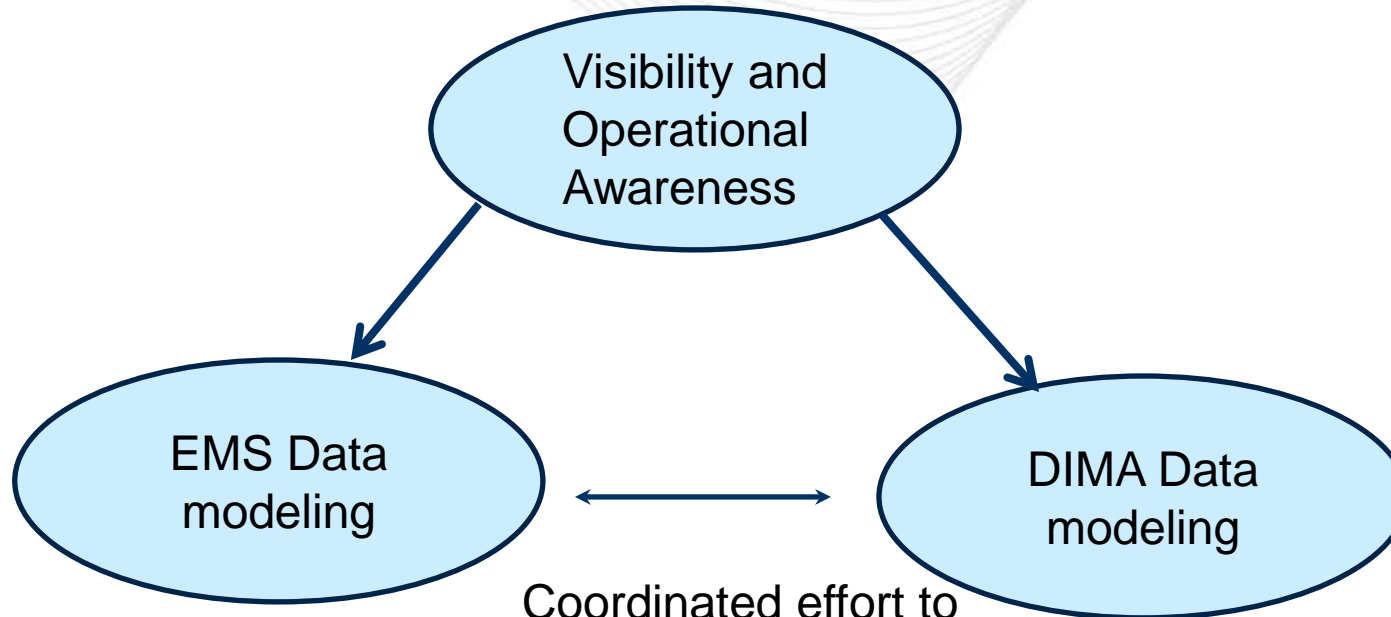 Visibility and
Operational
Awareness
EMS Data
modeling
DIMA Data
modeling
Coordinated effort to